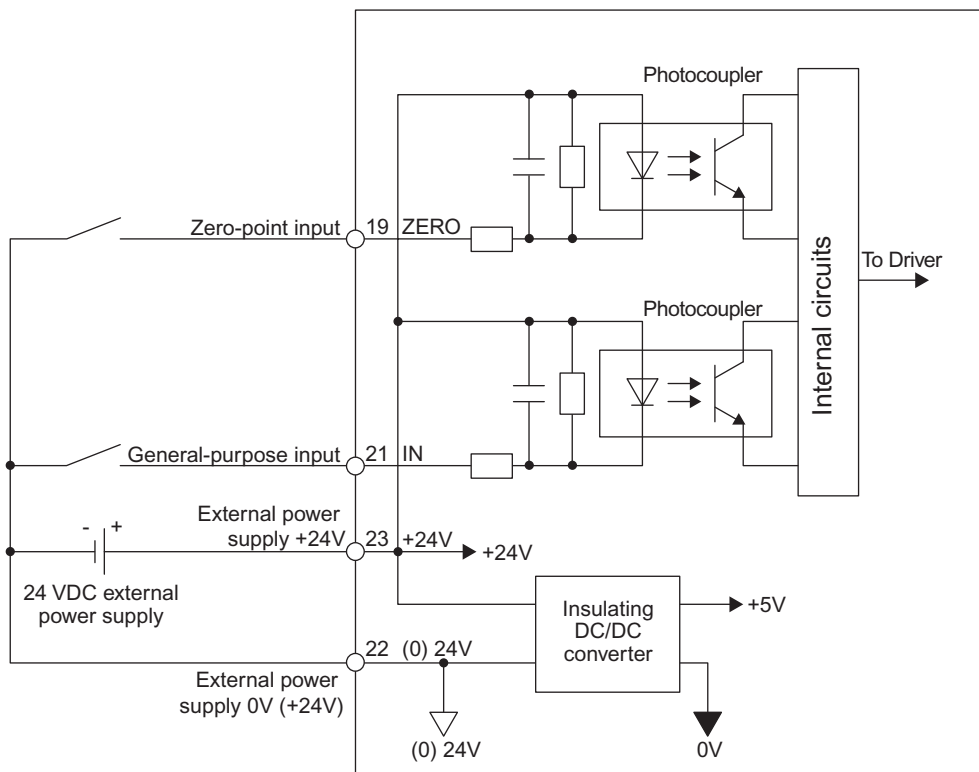 Photocoupler
Zero-point input
19 ZERO
To Driver
Internal circuits
Photocoupler
General-purpose input
21 IN
External power
supply +24V
23 +24V
+24V
- +
24 VDC external
power supply
Insulating
DC/DC
converter
+5V
22 (0) 24V
External power
supply 0V (+24V)
(0) 24V
0V